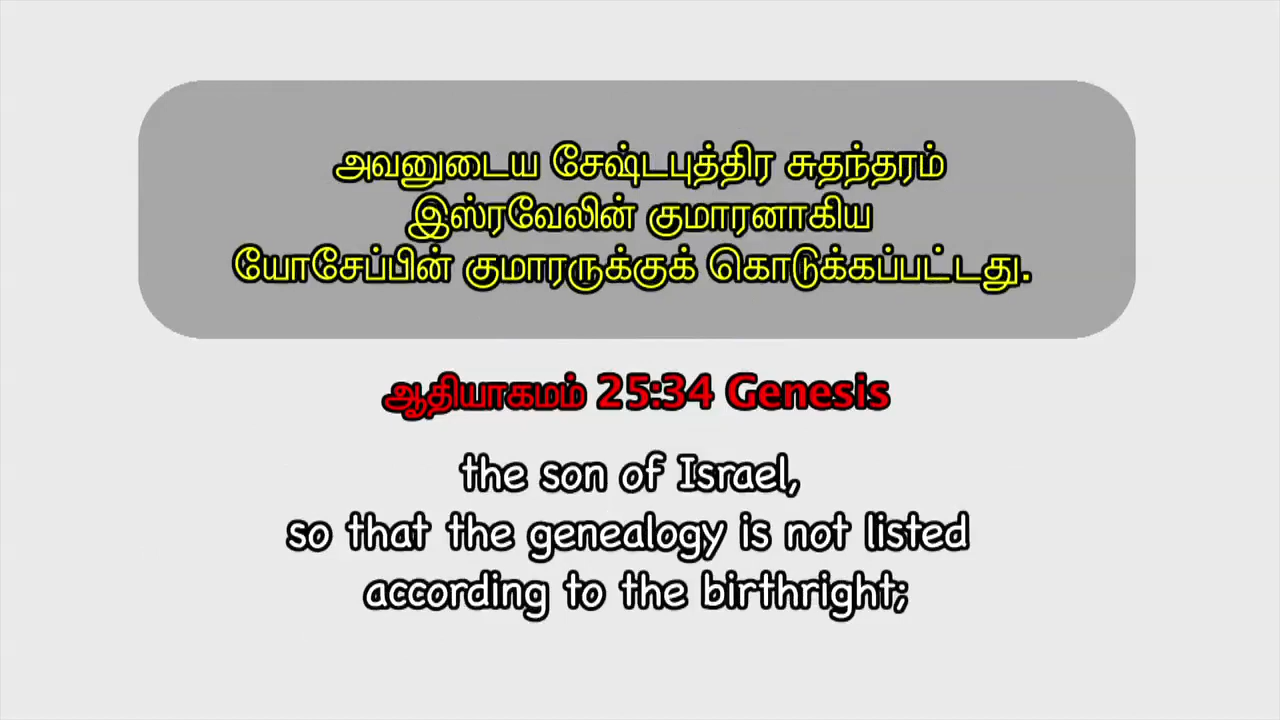 அவனுடைய சேஷ்டபுத்திர சுதந்தரம்
இஸ்ரவேலின் குமாரனாகிய
யோசேப்பின் குமாரருக்குக் கொடுக்கப்பட்டது.
ஆதியாகமம் 25:34 Genesis
the son of Israel,
so that the genealogy is not listed
according to the birthright;